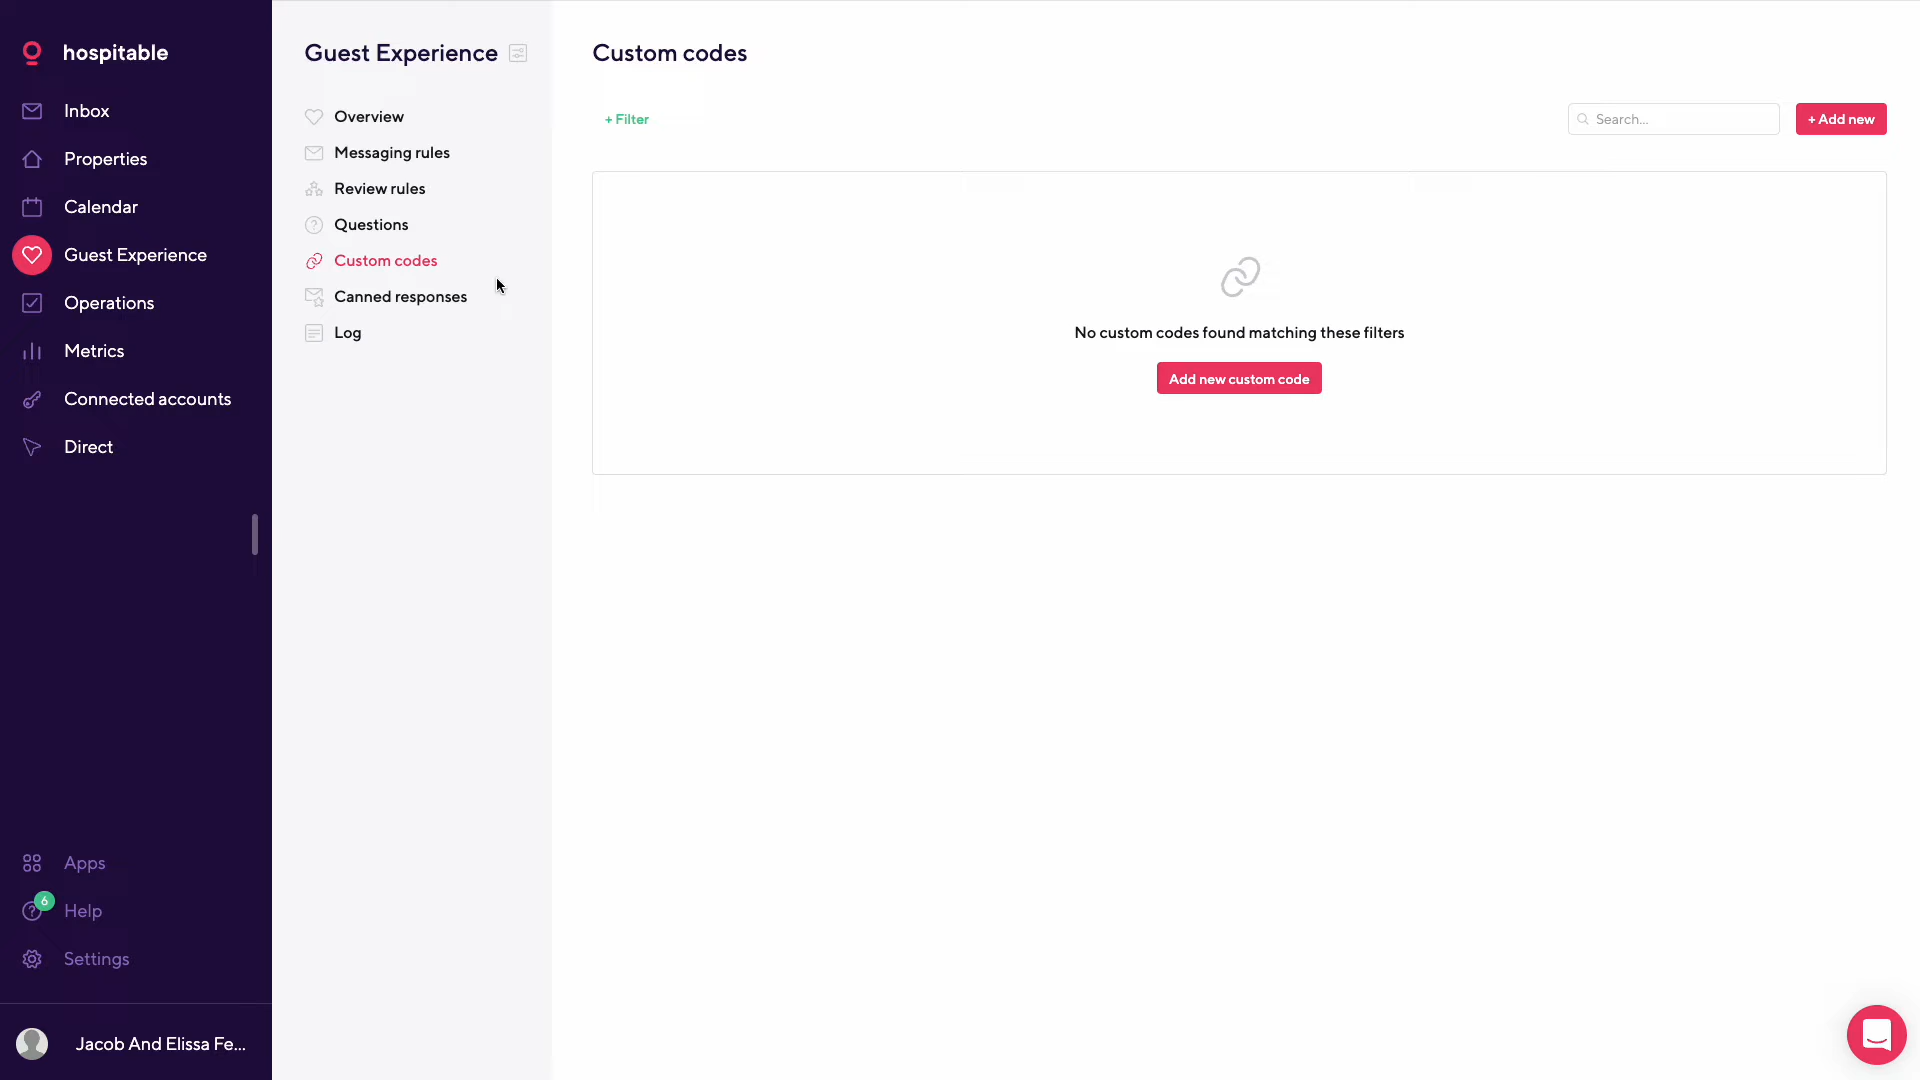 hospitable
Inbox
Properties
Calendar
Guest Experience
Operations
Metrics
Connected accounts
Direct
Apps
6
Help
Settings
Jacob And Elissa Fe...
Guest Experience
Overview
Messaging rules
Review rules
Questions
Custom codes
Canned responses
Log
Custom codes
+ Filter
Search...
+ Add new
No custom codes found matching these filters
Add new custom code